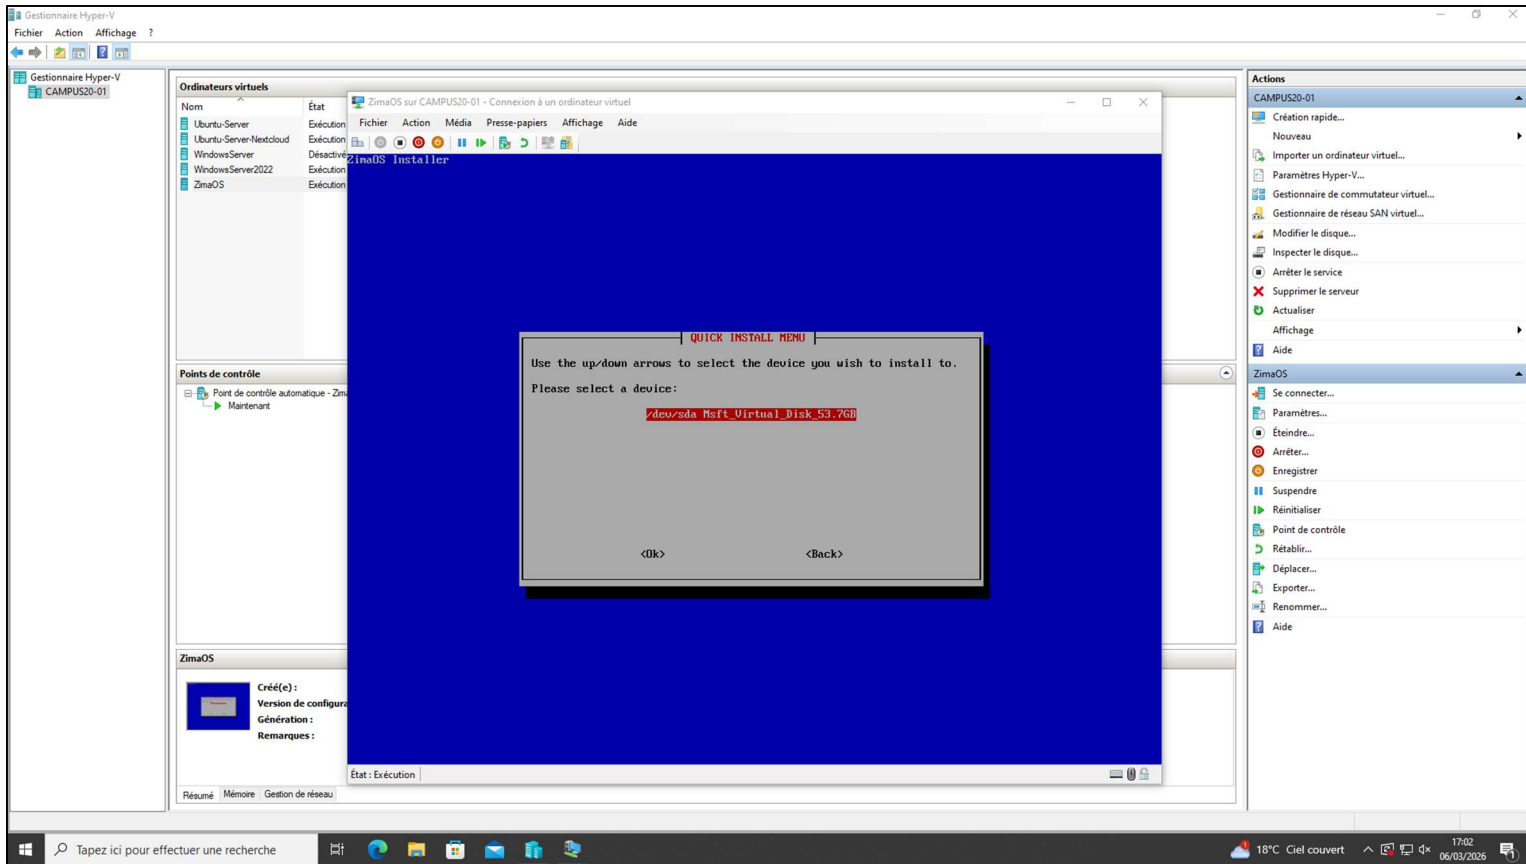 Gestionnaire Hyper-V
Fichier Action Affichage ?
Gestionnaire Hyper-V
CAMPUS20-01
Ordinateurs virtuels
Nom État
Ubuntu-Server Exécution
Ubuntu-Server-Nextcloud Exécution
WindowsServer Désactivé
WindowsServer2022 Exécution
ZimaOS Exécution
Points de contrôle
Point de contrôle automatique - Zim
Maintenant
ZimaOS
Créé(e) :
Version de configura
Génération :
Remarques :
Résumé Mémoire Gestion de réseau
ZimaOS sur CAMPUS20-01 - Connexion à un ordinateur virtuel
Fichier Action Média Presse-papiers Affichage Aide
ZimaOS Installer
QUICK INSTALL MENU
Use the up/down arrows to select the device you wish to install to.
Please select a device:
/dev/sda Msft_Virtual_Disk_53.7GB
<Ok> <Back>
État : Exécution
Actions
CAMPUS20-01
Création rapide...
Nouveau
Importer un ordinateur virtuel...
Paramètres Hyper-V...
Gestionnaire de commutateur virtuel...
Gestionnaire de réseau SAN virtuel...
Modifier le disque...
Inspecter le disque...
Arrêter le service
Supprimer le serveur
Actualiser
Affichage
Aide
ZimaOS
Se connecter...
Paramètres...
Éteindre...
Arrêter...
Enregistrer
Suspendre
Réinitialiser
Point de contrôle
Rétablir...
Déplacer...
Exporter...
Renommer...
Aide
Tapez ici pour effectuer une recherche
18°C Ciel couvert
17:02
06/03/2026
1